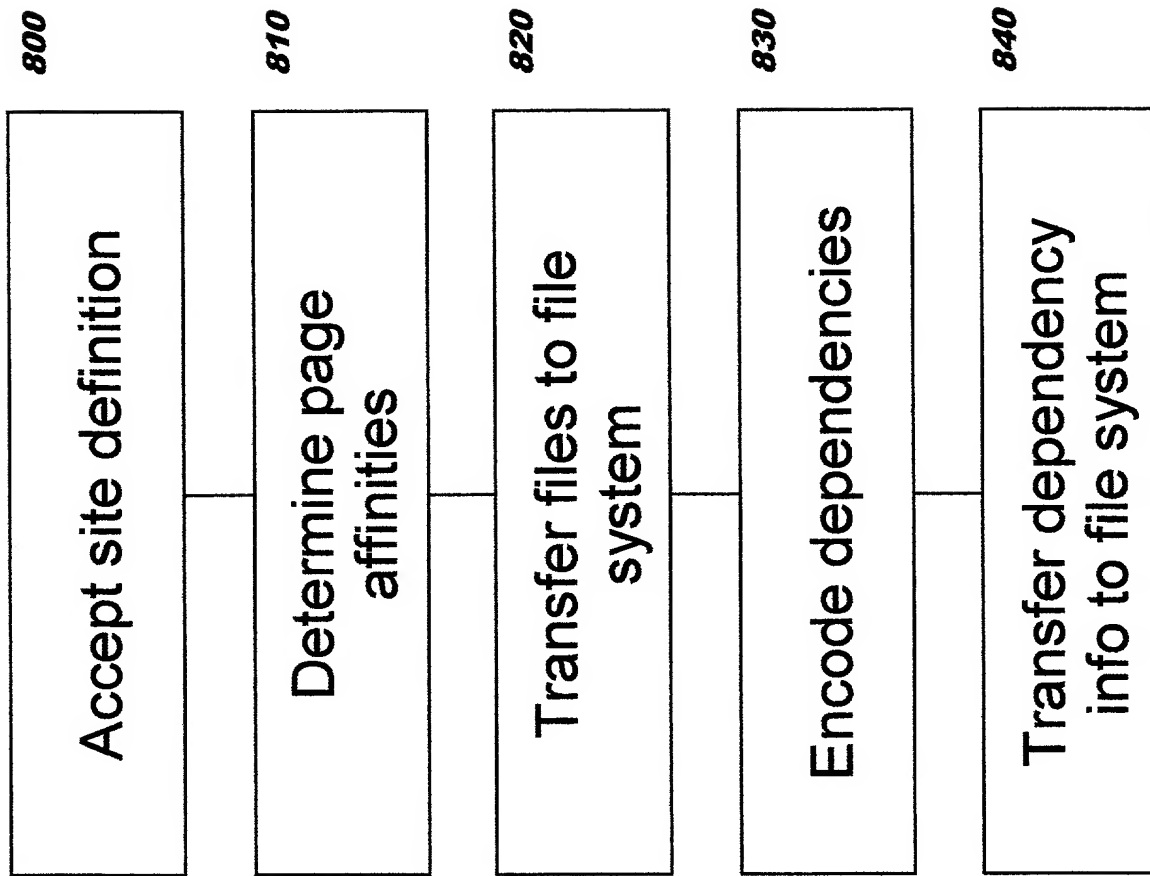 Accept site definition
800
Determine page
affinities
810
Transfer files to file
system
820
Encode dependencies
830
Transfer dependency
info to file system
840